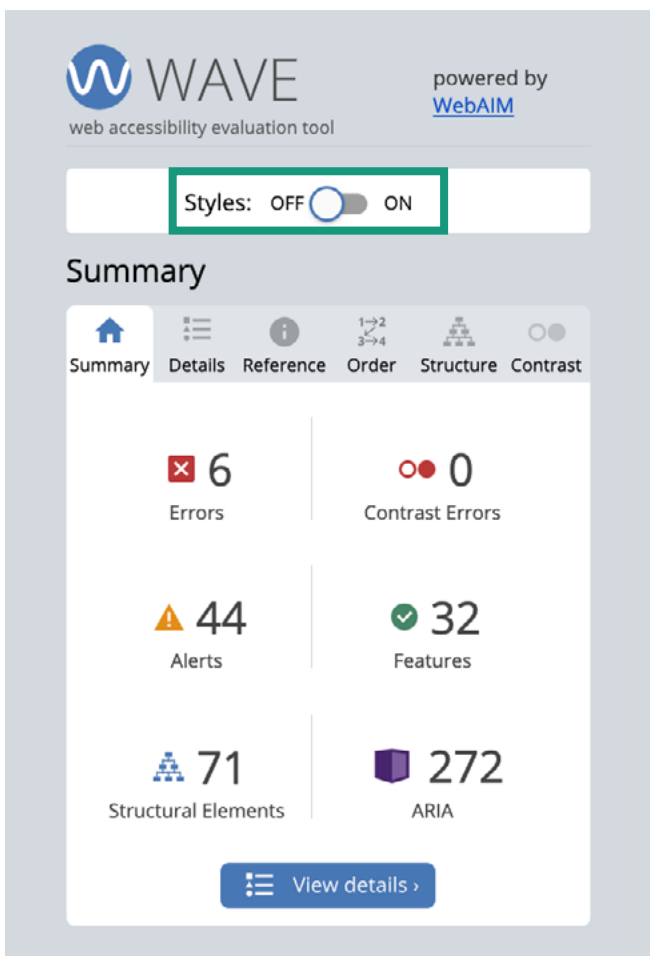 WAVE
powered by
WebAIM
web accessibility evaluation tool
Styles: OFF ON
Summary
1→2
3→4
Summary Details Reference Order Structure Contrast
6 0
Errors Contrast Errors
44 32
Alerts Features
71 272
Structural Elements ARIA
View details ›